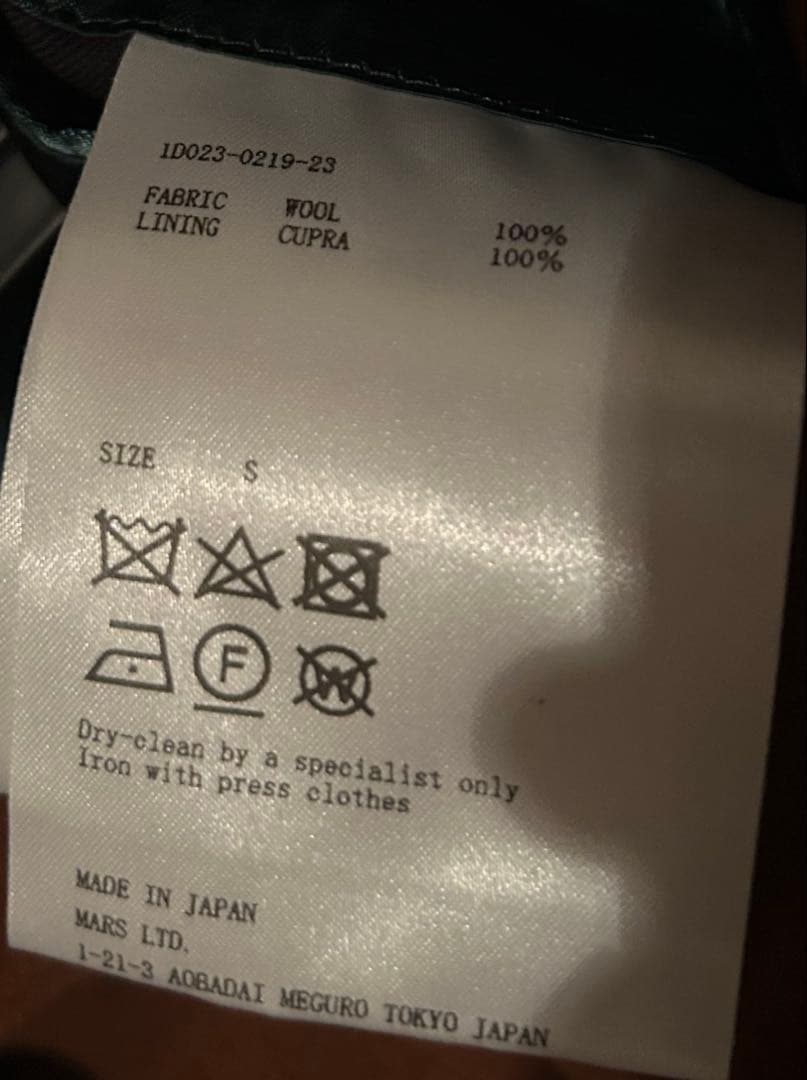 1D023-0219-23
FABRIC WOOL 100%
LINING CUPRA 100%
SIZE S
F
W
Dry-clean by a specialist only
Iron with press clothes
MADE IN JAPAN
MARS LTD.
1-21-3 AOBADAI MEGURO TOKYO JAPAN